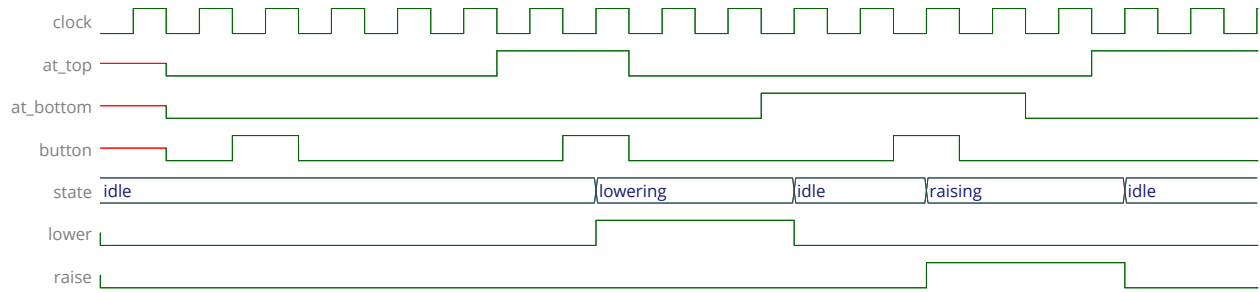 clock
at_top
at_bottom
button
state idle lowering idle raising idle
lower
raise